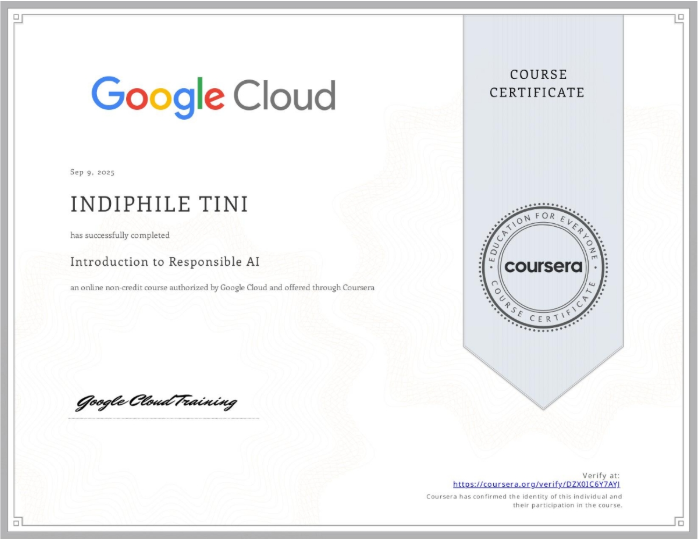 Google Cloud
COURSE
CERTIFICATE
Sep 9, 2025
INDIPHILE TINI
has successfully completed
Introduction to Responsible AI
an online non-credit course authorized by Google Cloud and offered through Coursera
EDUCATION FOR EVERYONE
coursera
COURSE CERTIFICATE
Google Cloud Training
Verify at:
https://coursera.org/verify/DZX0IC6Y7AYJ
Coursera has confirmed the identity of this individual and
their participation in the course.